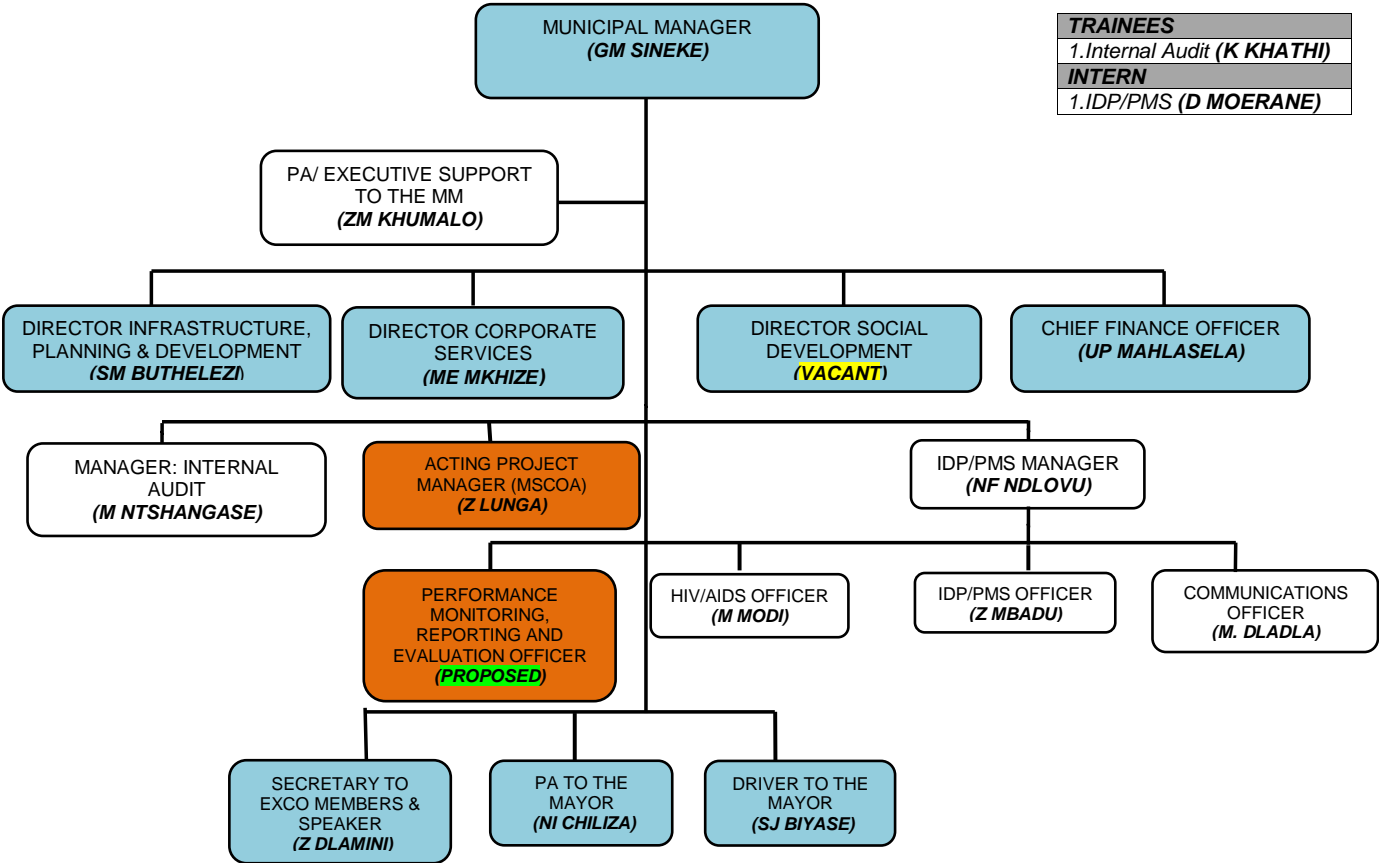 MUNICIPAL MANAGER
(GM SINEKE)
TRAINEES
1.Internal Audit (K KHATHI)
INTERN
1.IDP/PMS (D MOERANE)
PA/ EXECUTIVE SUPPORT
TO THE MM
(ZM KHUMALO)
DIRECTOR INFRASTRUCTURE,
PLANNING & DEVELOPMENT
(SM BUTHELEZI)
DIRECTOR CORPORATE
SERVICES
(ME MKHIZE)
DIRECTOR SOCIAL
DEVELOPMENT
(VACANT)
CHIEF FINANCE OFFICER
(UP MAHLASELA)
MANAGER: INTERNAL
AUDIT
(M NTSHANGASE)
ACTING PROJECT
MANAGER (MSCOA)
(Z LUNGA)
IDP/PMS MANAGER
(NF NDLOVU)
PERFORMANCE
MONITORING,
REPORTING AND
EVALUATION OFFICER
(PROPOSED)
HIV/AIDS OFFICER
(M MODI)
IDP/PMS OFFICER
(Z MBADU)
COMMUNICATIONS
OFFICER
(M. DLADLA)
SECRETARY TO
EXCO MEMBERS &
SPEAKER
(Z DLAMINI)
PA TO THE
MAYOR
(NI CHILIZA)
DRIVER TO THE
MAYOR
(SJ BIYASE)